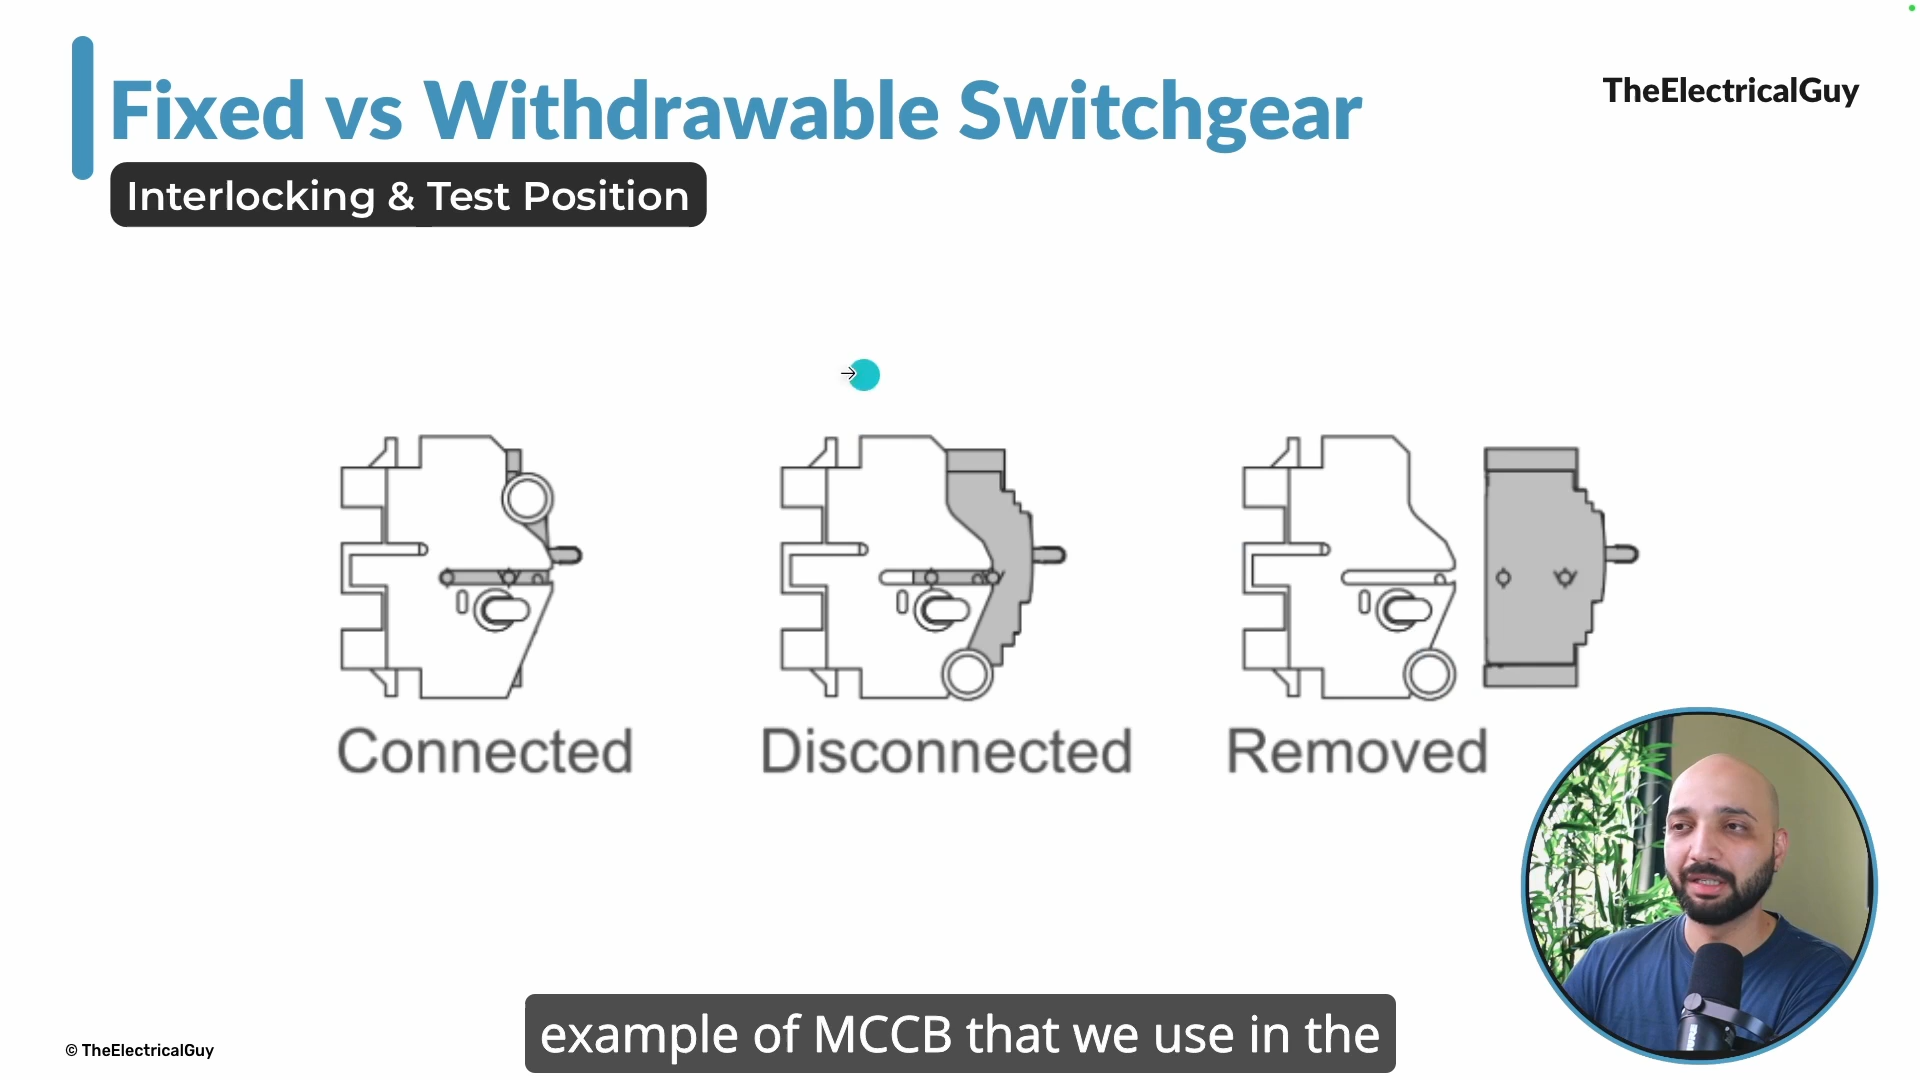 Fixed vs Withdrawable Switchgear
TheElectricalGuy
Interlocking & Test Position
Connected
Disconnected
Removed
example of MCCB that we use in the
© TheElectricalGuy